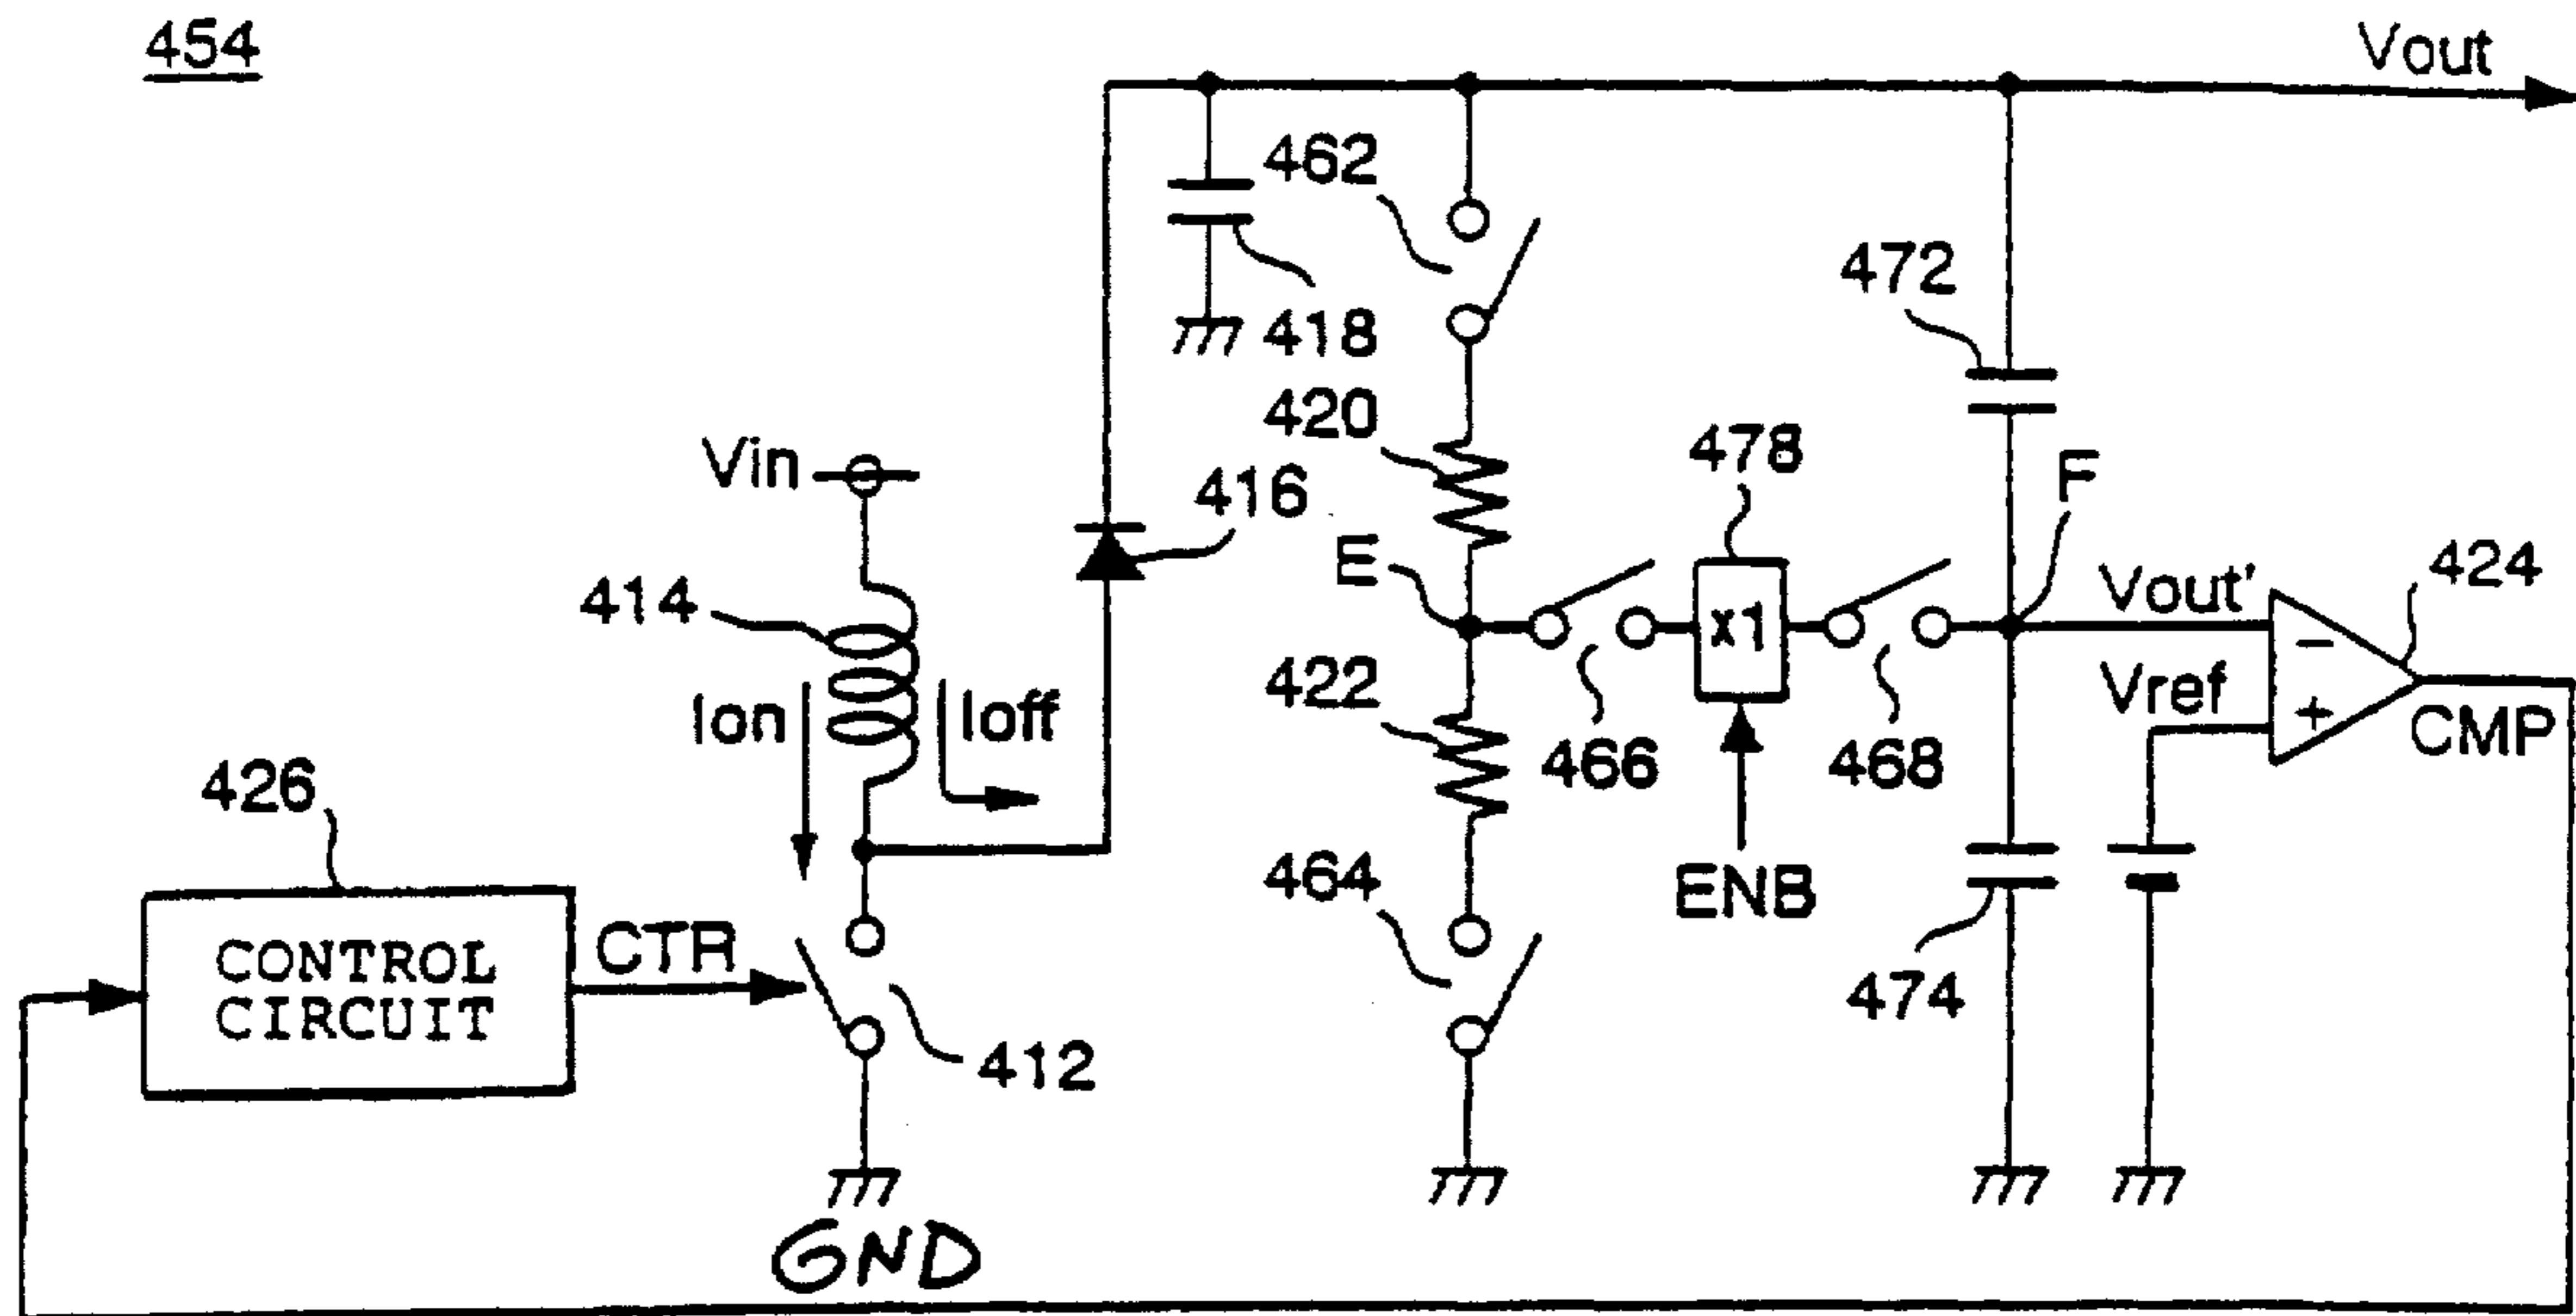 454
Vout
462
472
418
420
478
Vin
416
F
E
x1
Vout'
424
414
422
Vref
Ion
Ioff
466
468
CMP
426
464
ENB
CTR
474
CONTROL
CIRCUIT
412
GND
−
+